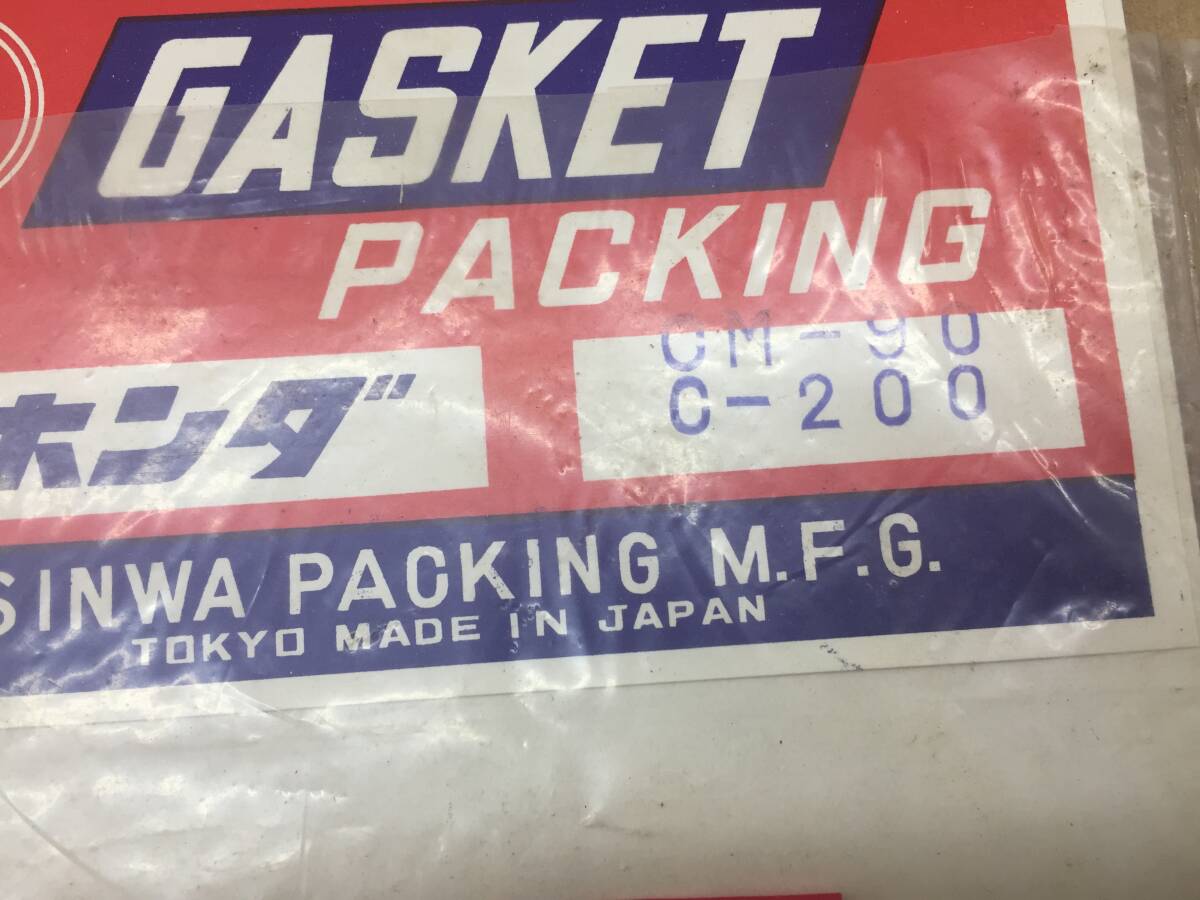 GASKET
PACKING
ホンダ
CM-90
C-200
SINWA PACKING M.F.G.
TOKYO MADE IN JAPAN